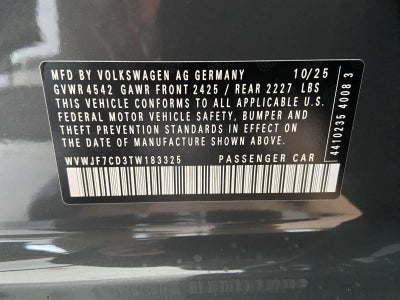 MFD BY VOLKSWAGEN AG GERMANY 10/25
GVWR 4542 GAWR FRONT 2425 / REAR 2227 LBS
THIS VEHICLE CONFORMS TO ALL APPLICABLE U.S.
FEDERAL MOTOR VEHICLE SAFETY, BUMPER AND
THEFT PREVENTION STANDARDS IN EFFECT ON
THE DATE OF MANUFACTURE SHOWN ABOVE.
WVWJF7CD3TW183325 PASSENGER CAR
4410235 4008 3